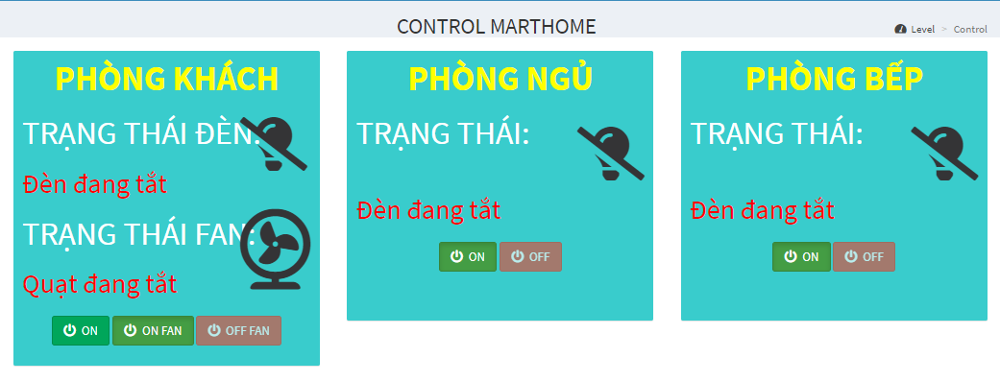 CONTROL MARTHOME
Level > Control
PHÒNG KHÁCH
TRẠNG THÁI ĐÈN:
Đèn đang tắt
TRẠNG THÁI FAN:
Quạt đang tắt
ON ON FAN OFF FAN
PHÒNG NGỦ
TRẠNG THÁI:
Đèn đang tắt
ON OFF
PHÒNG BẾP
TRẠNG THÁI:
Đèn đang tắt
ON OFF